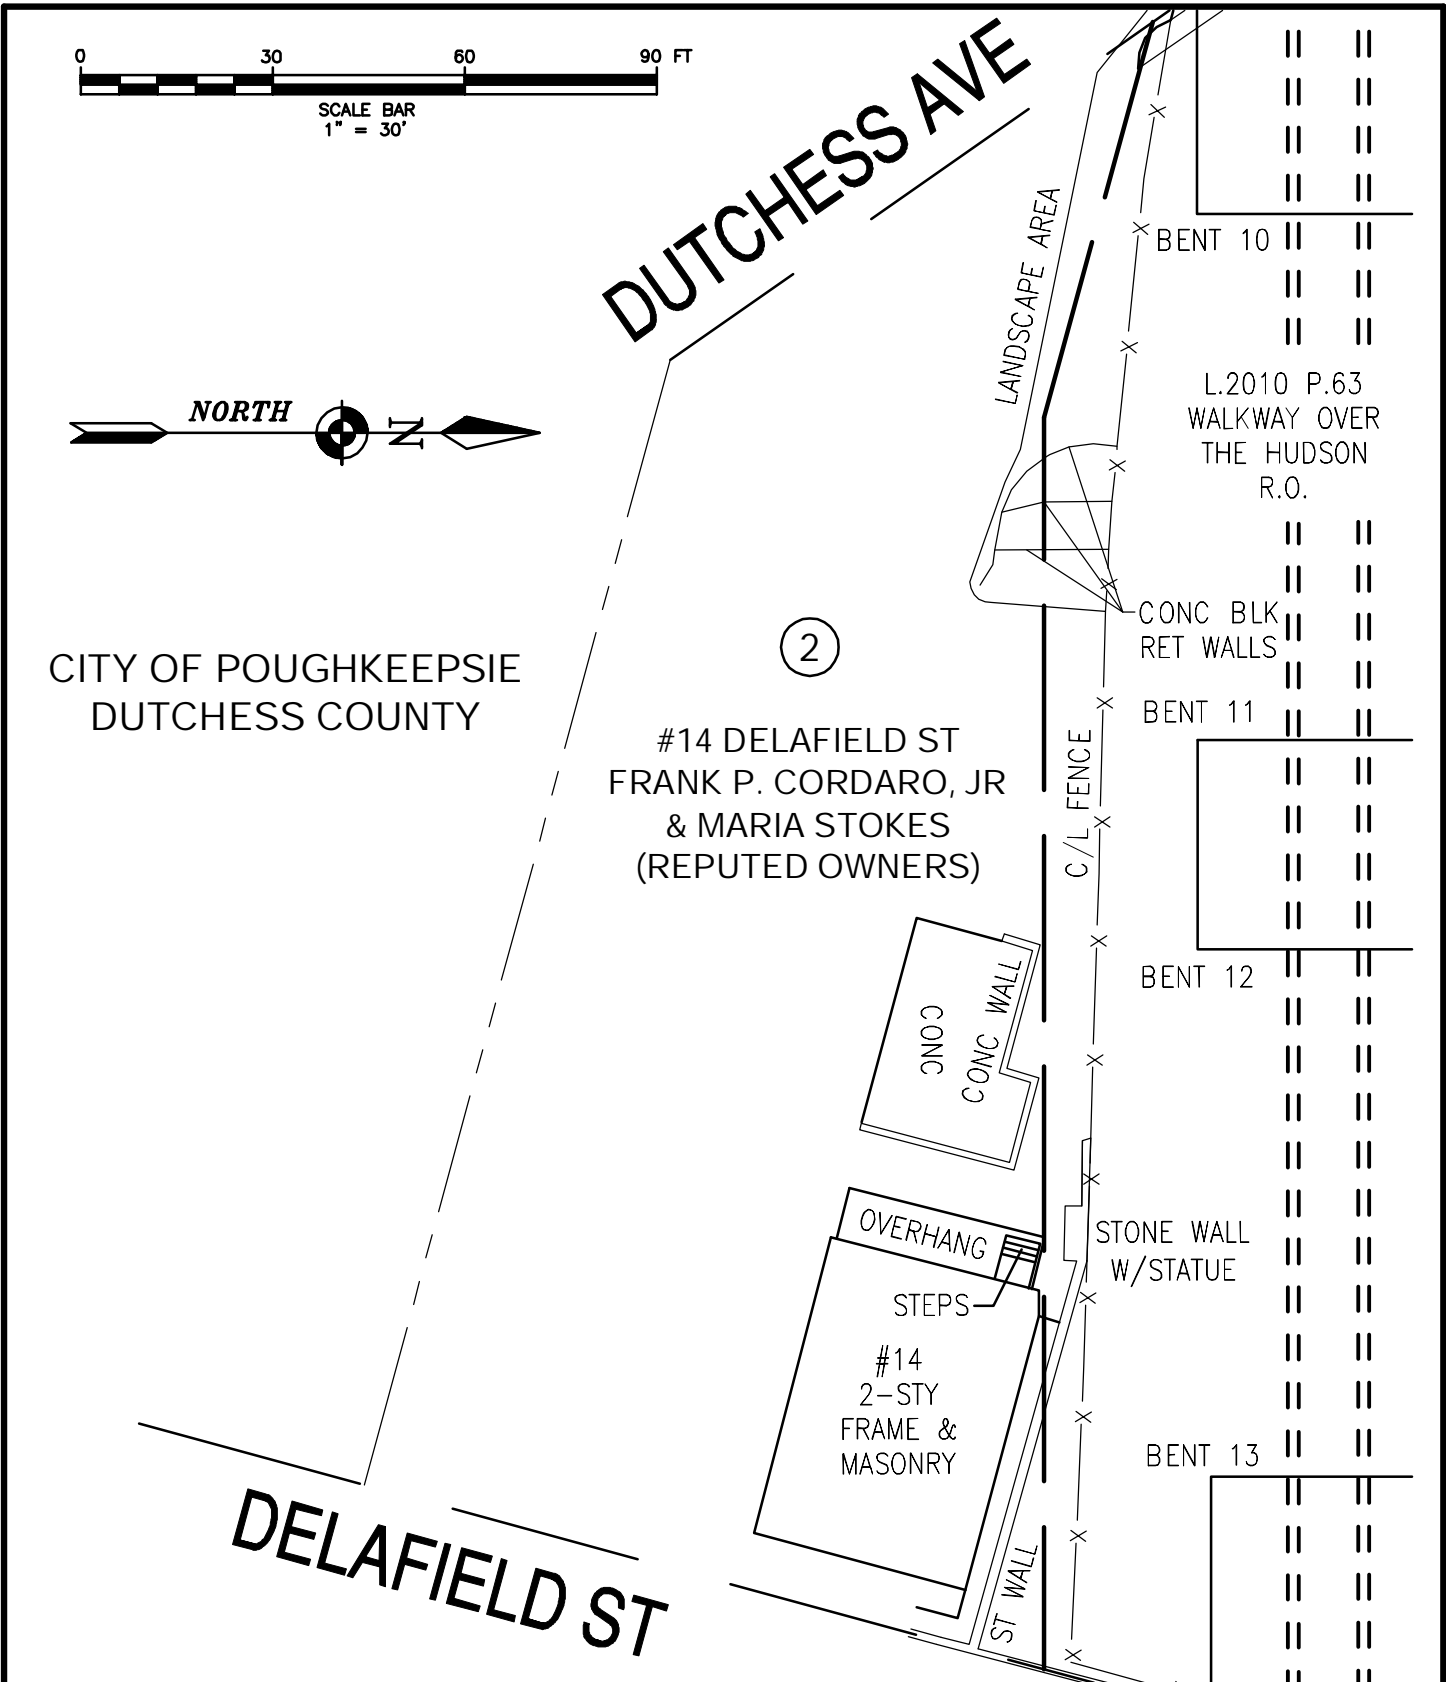 0 30 60 90 FT
SCALE BAR
1" = 30'
DUTCHESS AVE
LANDSCAPE AREA
BENT 10
NORTH
N
L.2010 P.63
WALKWAY OVER
THE HUDSON
R.O.
CONC BLK
RET WALLS
CITY OF POUGHKEEPSIE
DUTCHESS COUNTY
2
#14 DELAFIELD ST
FRANK P. CORDARO, JR
& MARIA STOKES
(REPUTED OWNERS)
BENT 11
C/L FENCE
BENT 12
CONC
CONC WALL
OVERHANG
STEPS
STONE WALL
W/STATUE
#14
2-STY
FRAME &
MASONRY
BENT 13
DELAFIELD ST
ST WALL